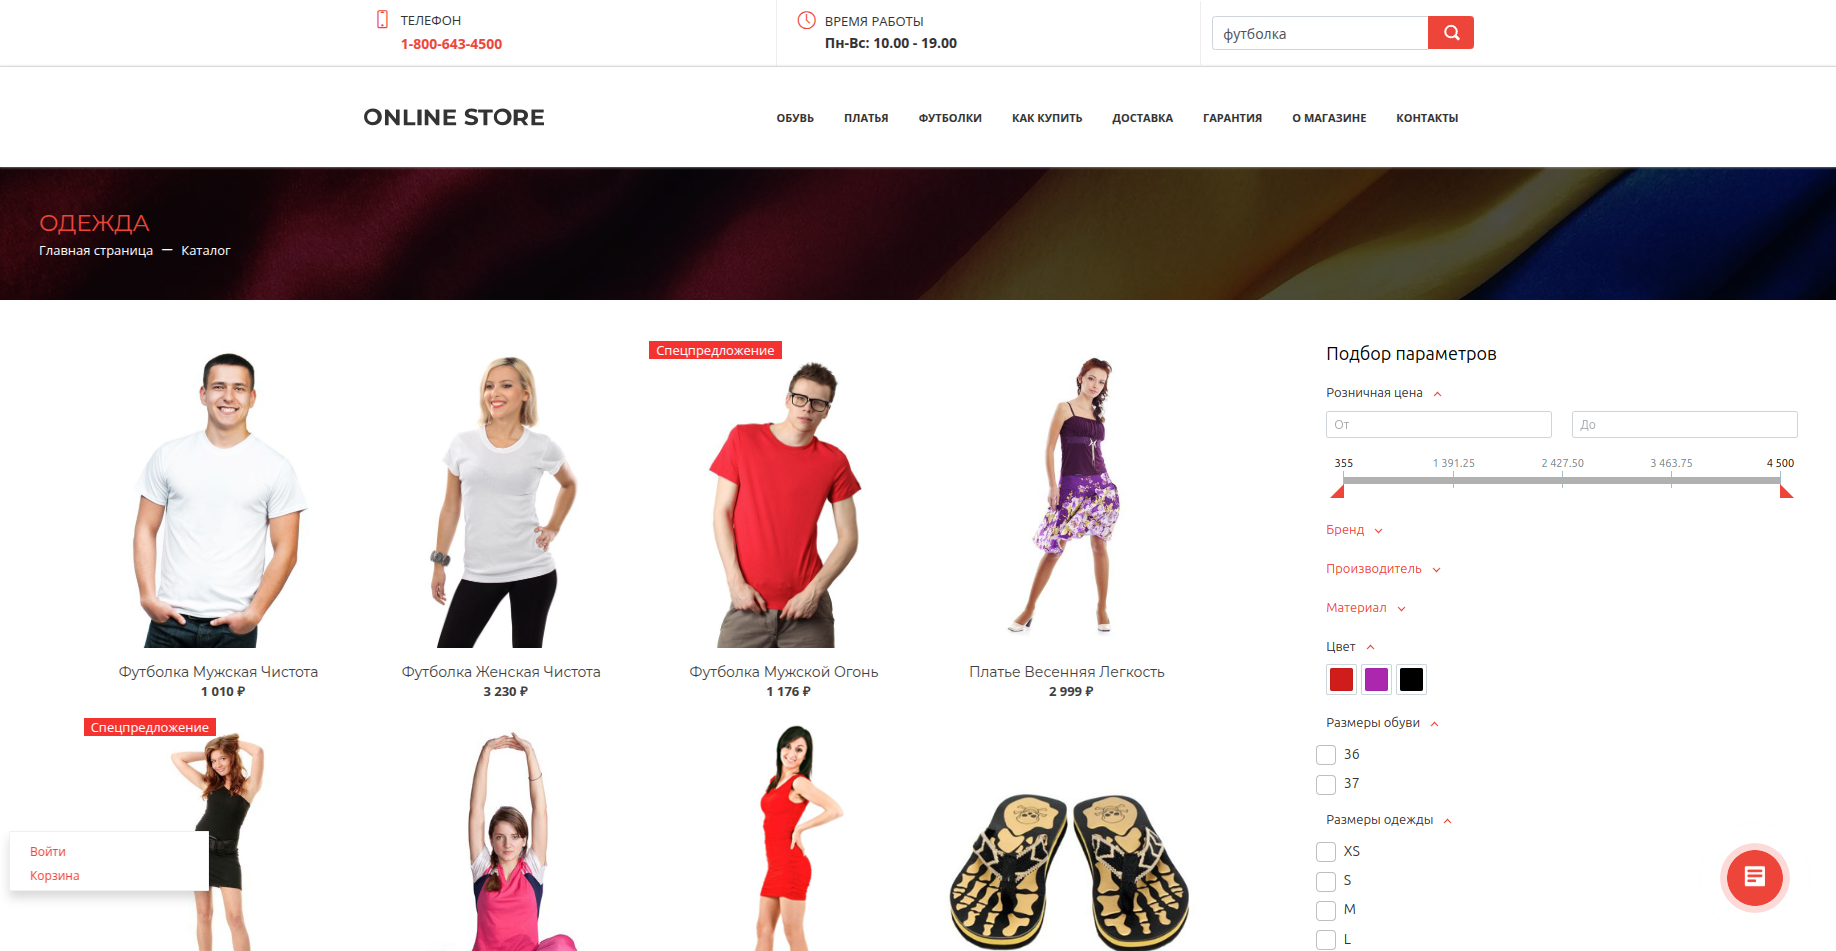 ТЕЛЕФОН
1-800-643-4500
ВРЕМЯ РАБОТЫ
Пн-Вс: 10.00 - 19.00
футболка
ONLINE STORE
ОБУВЬ
ПЛАТЬЯ
ФУТБОЛКИ
КАК КУПИТЬ
ДОСТАВКА
ГАРАНТИЯ
О МАГАЗИНЕ
КОНТАКТЫ
ОДЕЖДА
Главная страница — Каталог
Футболка Мужская Чистота
1 010 ₽
Футболка Женская Чистота
3 230 ₽
Спецпредложение
Футболка Мужской Огонь
1 176 ₽
Платье Весенняя Легкость
2 999 ₽
Спецпредложение
Войти
Корзина
Подбор параметров
Розничная цена
От
До
355
1 391.25
2 427.50
3 463.75
4 500
Бренд
Производитель
Материал
Цвет
Размеры обуви
36
37
Размеры одежды
XS
S
M
L